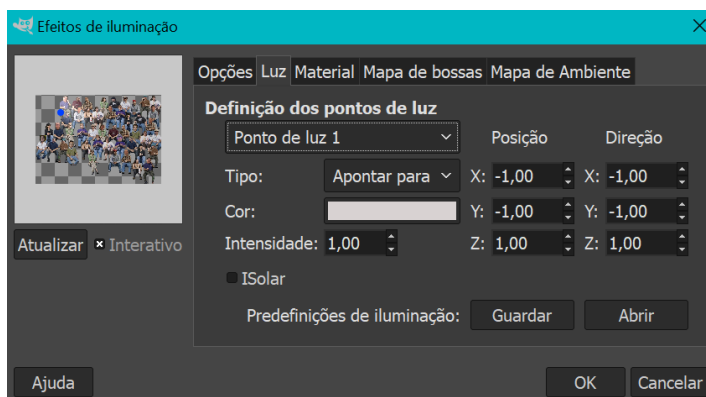 Efeitos de iluminação
Opções Luz Material Mapa de bossas Mapa de Ambiente
Definição dos pontos de luz
Ponto de luz 1 Posição Direção
Tipo: Apontar para X: -1,00 X: -1,00
Cor: Y: -1,00 Y: -1,00
Atualizar Interativo Intensidade: 1,00 Z: 1,00 Z: 1,00
ISolar
Predefinições de iluminação: Guardar Abrir
Ajuda OK Cancelar